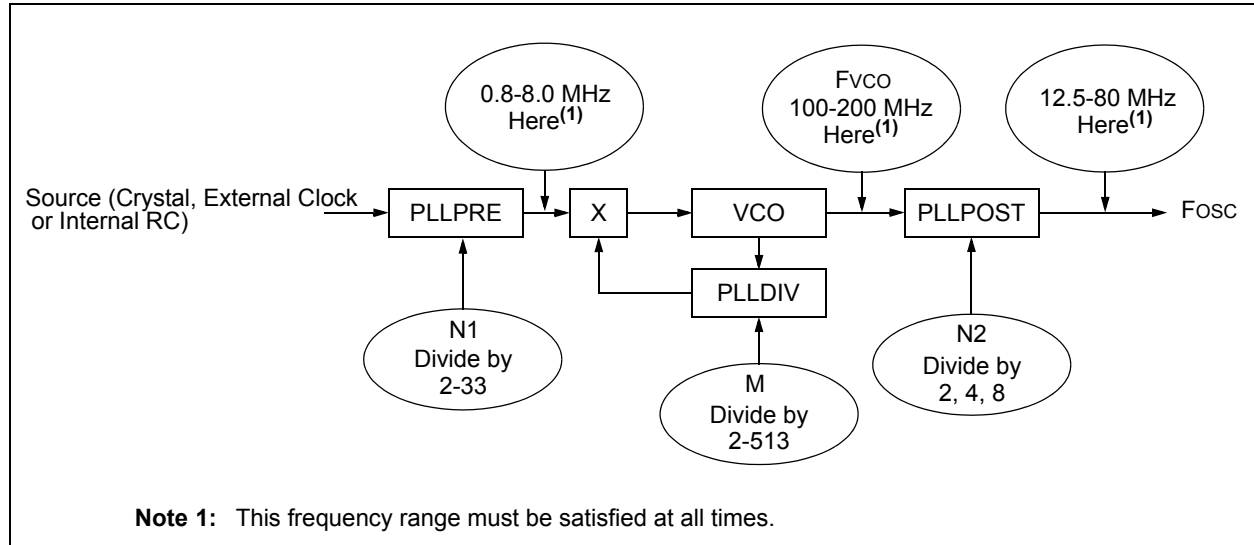 0.8-8.0 MHz
Here(1)
FVCO
100-200 MHz
Here(1)
12.5-80 MHz
Here(1)
Source (Crystal, External Clock
or Internal RC)
PLLPRE
X
VCO
PLLPOST
FOSC
PLLDIV
N1
Divide by
2-33
M
Divide by
2-513
N2
Divide by
2, 4, 8
Note 1: This frequency range must be satisfied at all times.